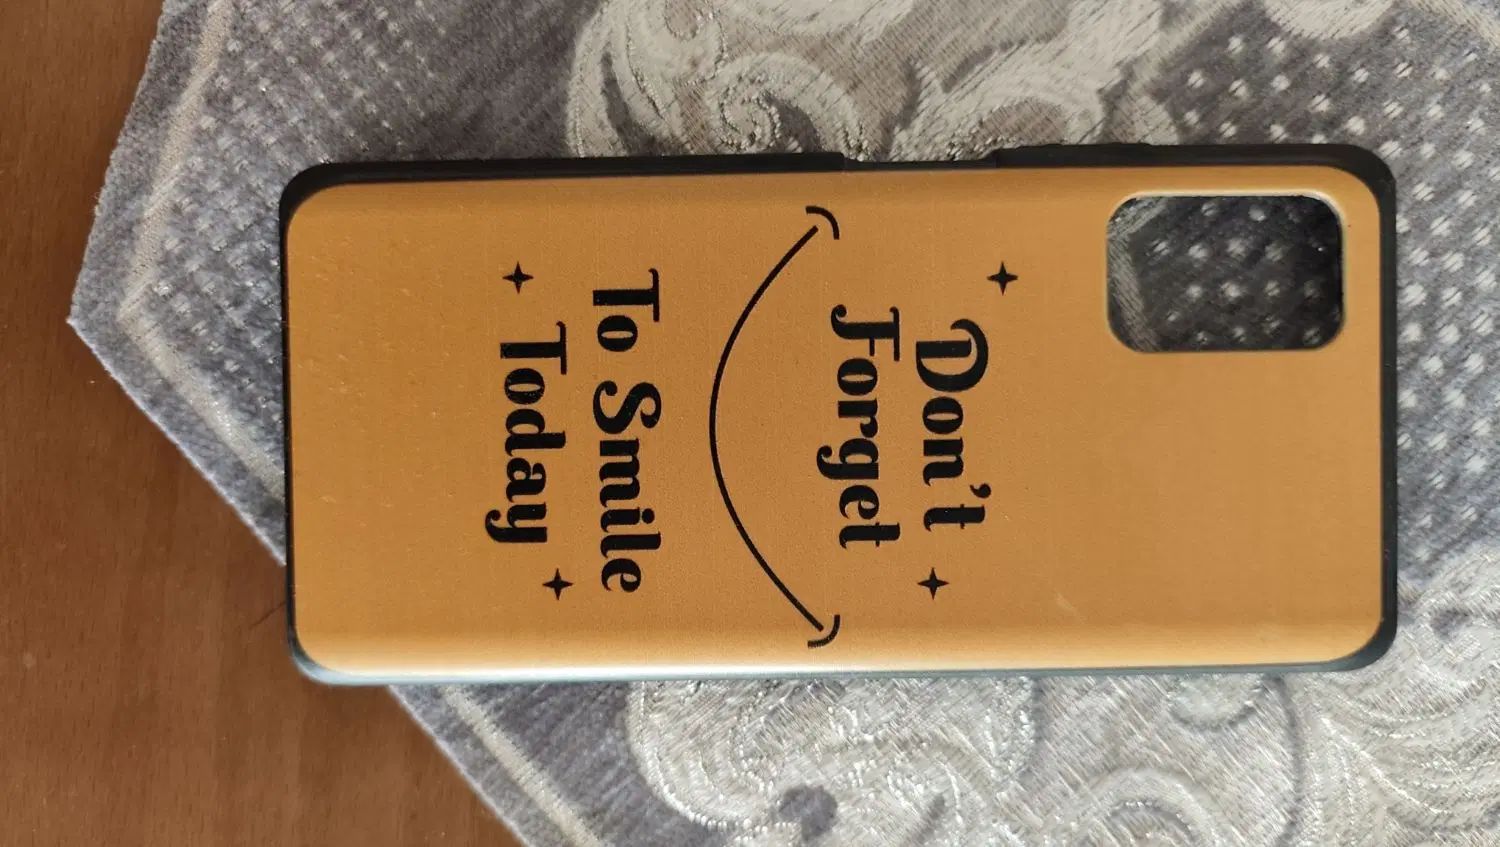 Don't
Forget
To Smile
Today